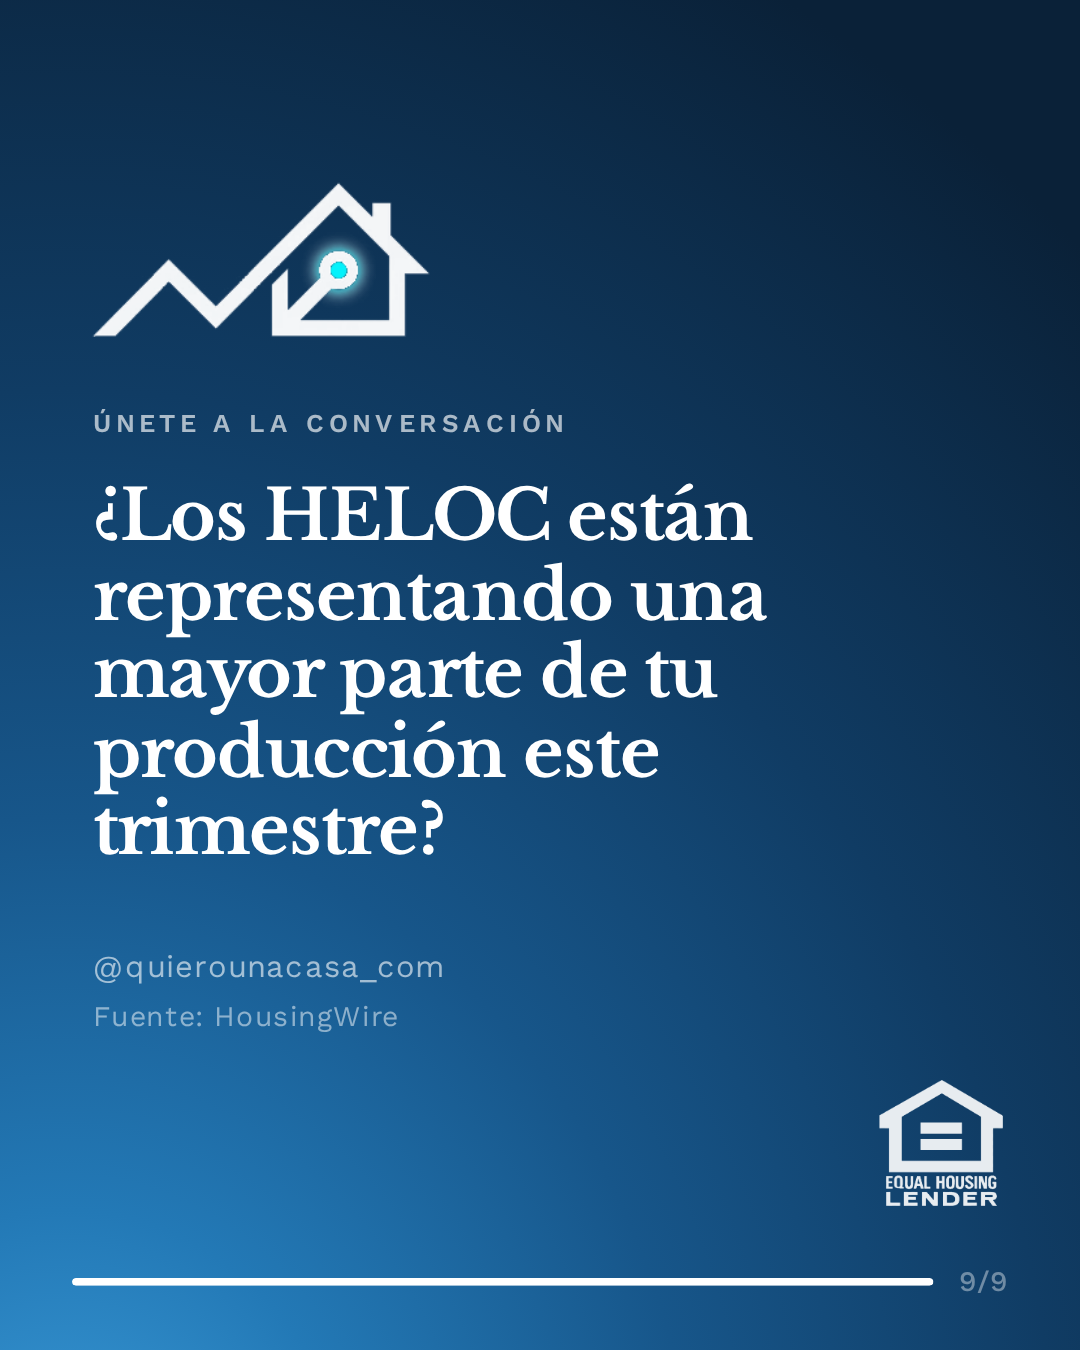 ÚNETE A LA CONVERSACIÓN
¿Los HELOC están
representando una
mayor parte de tu
producción este
trimestre?
@quierounacasa_com
Fuente: HousingWire
EQUAL HOUSING
LENDER
9/9